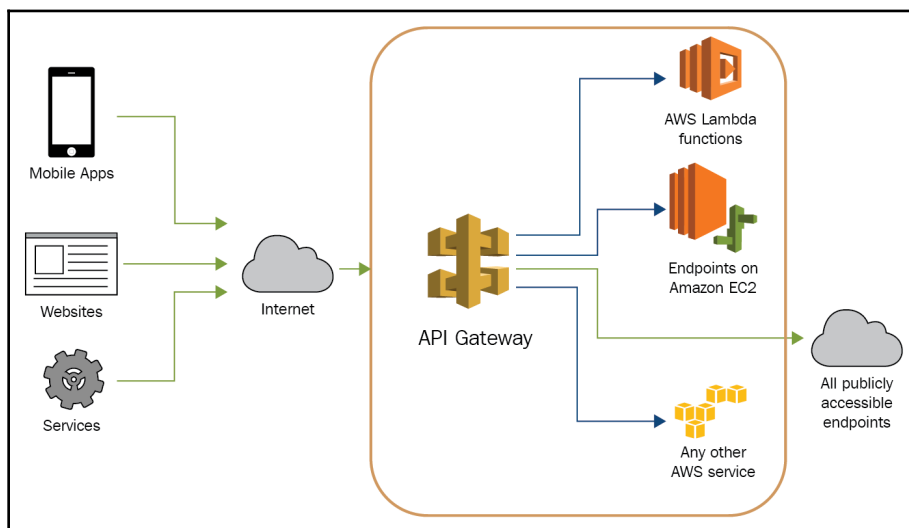 Mobile Apps
Websites
Services
Internet
API Gateway
AWS Lambda
functions
Endpoints on
Amazon EC2
Any other
AWS service
All publicly
accessible
endpoints